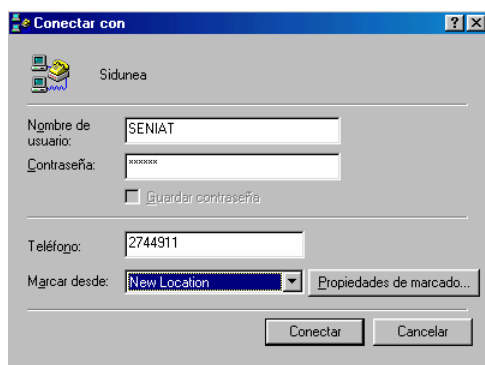 Conectar con
Sidunea
Nombre de
usuario:
SENIAT
Contraseña:
xxxxxx
Guardar contraseña
Teléfono:
2744911
Marcar desde:
New Location
Propiedades de marcado...
Conectar
Cancelar